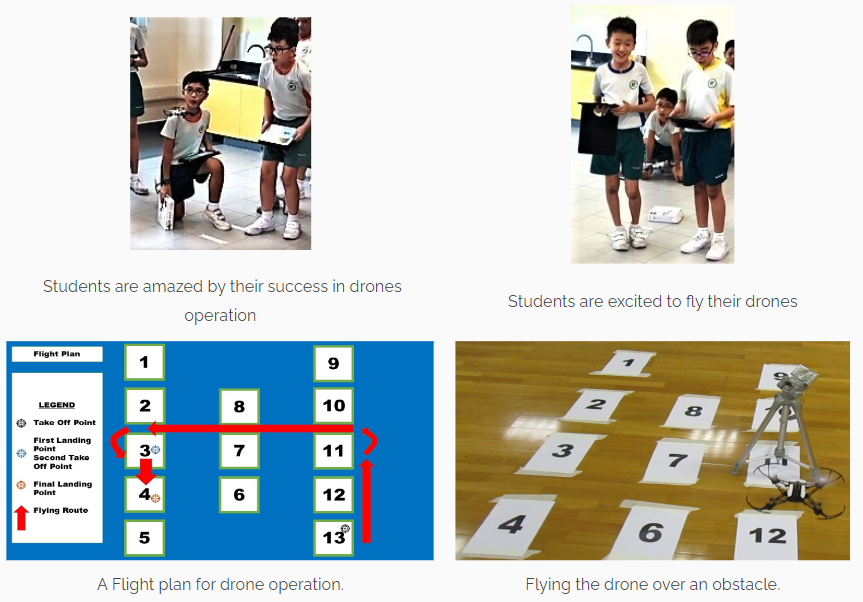 Students are amazed by their success in drones
operation
Students are excited to fly their drones
Flight Plan
LEGEND
Take Off Point
First Landing
Point
Second Take
Off Point
Final Landing
Point
Flying Route
1
9
2
8
10
3
7
11
4
6
12
5
13
A Flight plan for drone operation.
1
9
2
8
3
7
11
4
6
12
Flying the drone over an obstacle.